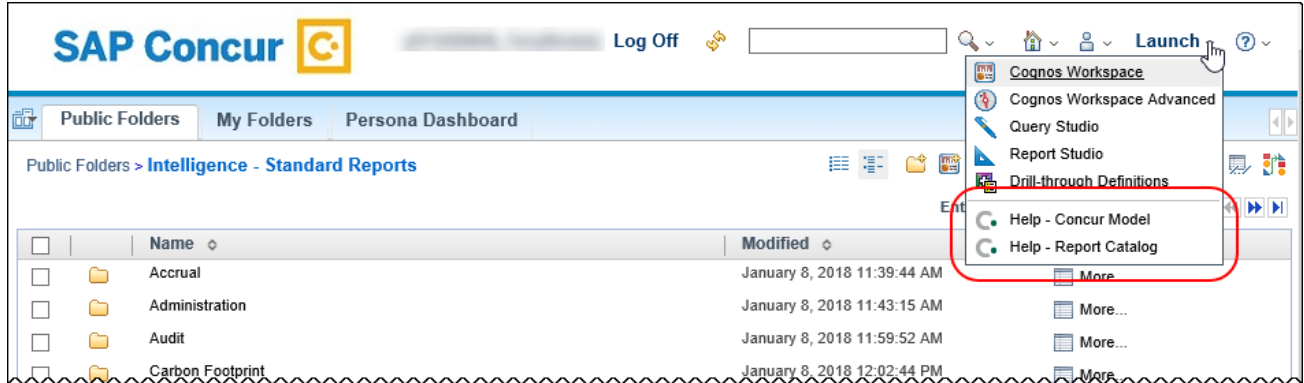 SAP Concur C Log Off Launch ?
Cognos Workspace
Cognos Workspace Advanced
Public Folders My Folders Persona Dashboard
Query Studio
Public Folders > Intelligence - Standard Reports
Report Studio
Drill-through Definitions
Ent
Help - Concur Model
Help - Report Catalog
Name Modified
Accrual January 8, 2018 11:39:44 AM More...
Administration January 8, 2018 11:43:15 AM More...
Audit January 8, 2018 11:59:52 AM More...
Carbon Footprint January 8, 2018 12:02:44 PM More...